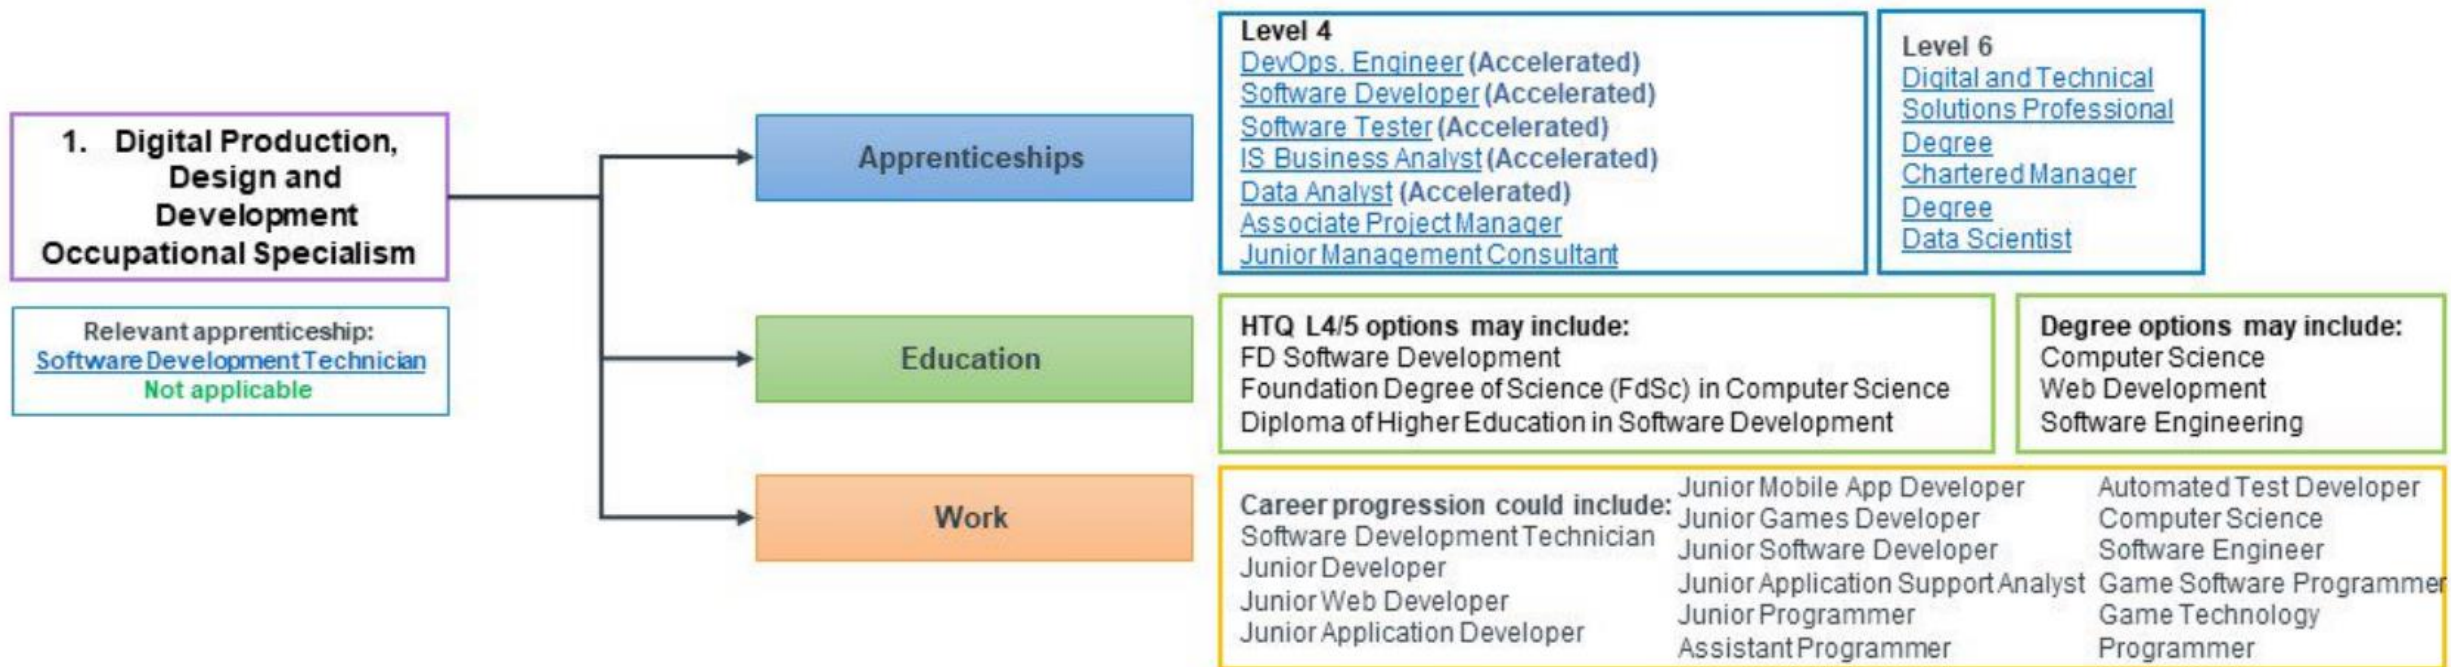 1. Digital Production,
Design and
Development
Occupational Specialism
Relevant apprenticeship:
Software Development Technician
Not applicable
Apprenticeships
Education
Work
Level 4
DevOps. Engineer (Accelerated)
Software Developer (Accelerated)
Software Tester (Accelerated)
IS Business Analyst (Accelerated)
Data Analyst (Accelerated)
Associate Project Manager
Junior Management Consultant
Level 6
Digital and Technical
Solutions Professional
Degree
Chartered Manager
Degree
Data Scientist
HTQ L4/5 options may include:
FD Software Development
Foundation Degree of Science (FdSc) in Computer Science
Diploma of Higher Education in Software Development
Degree options may include:
Computer Science
Web Development
Software Engineering
Career progression could include:
Software Development Technician
Junior Developer
Junior Web Developer
Junior Application Developer
Junior Mobile App Developer
Junior Games Developer
Junior Software Developer
Junior Application Support Analyst
Junior Programmer
Assistant Programmer
Automated Test Developer
Computer Science
Software Engineer
Game Software Programmer
Game Technology
Programmer